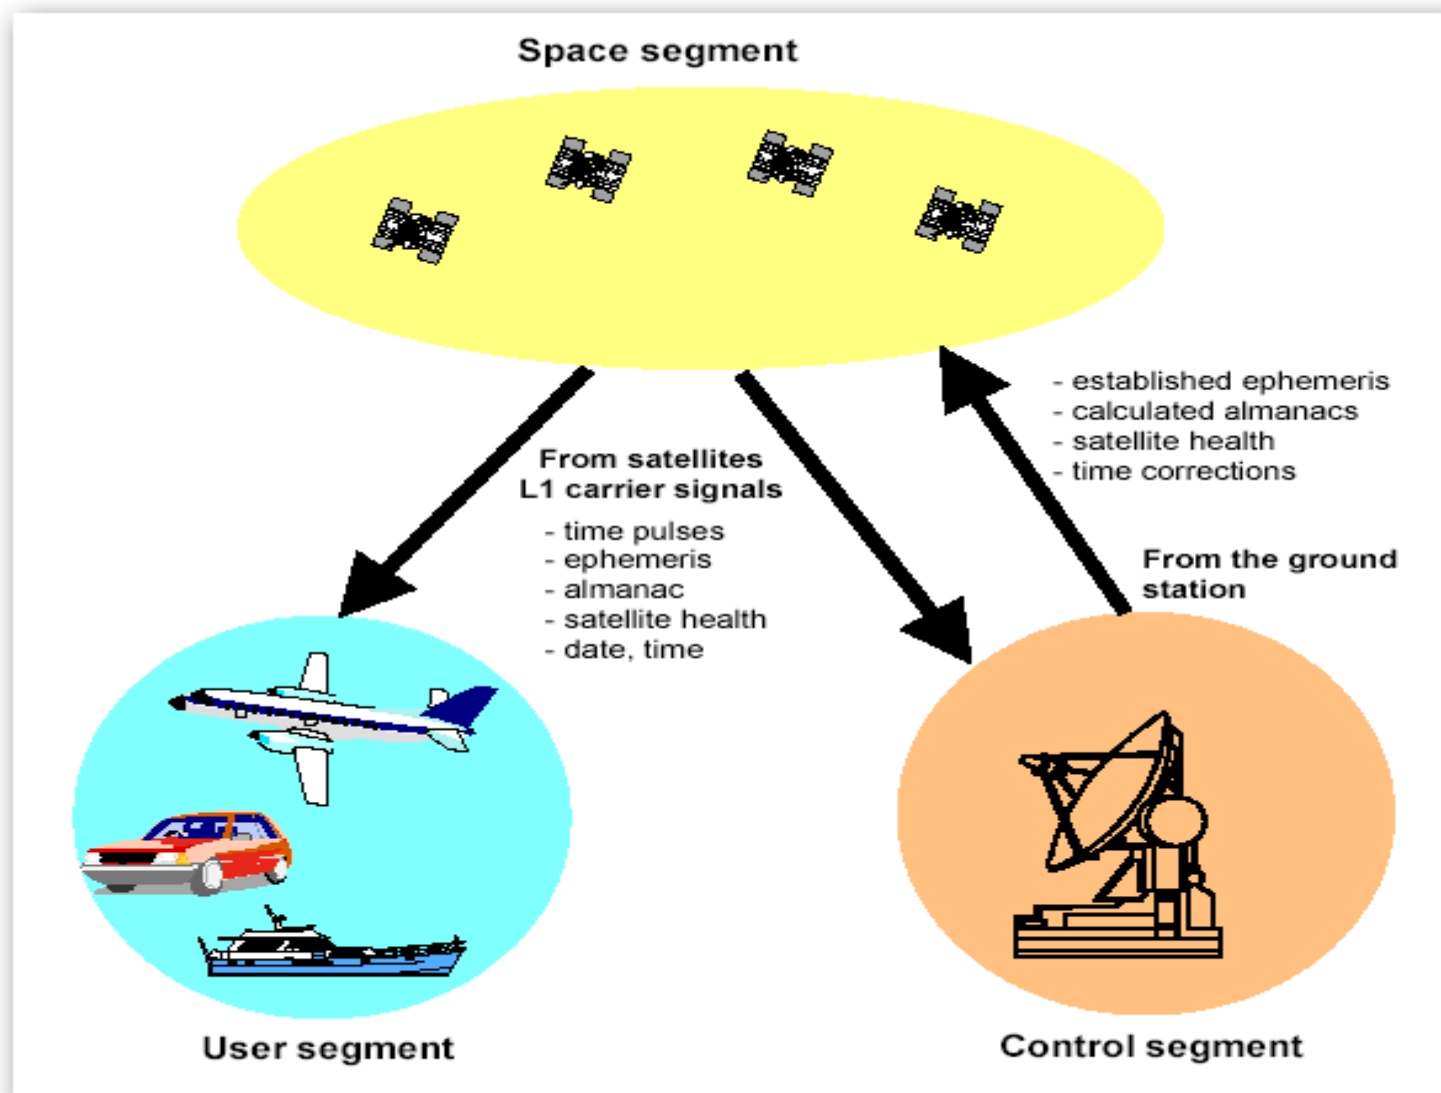 Space segment
- established ephemeris
- calculated almanacs
- satellite health
- time corrections
From satellites
L1 carrier signals
- time pulses
- ephemeris
- almanac
- satellite health
- date, time
From the ground
station
User segment
Control segment